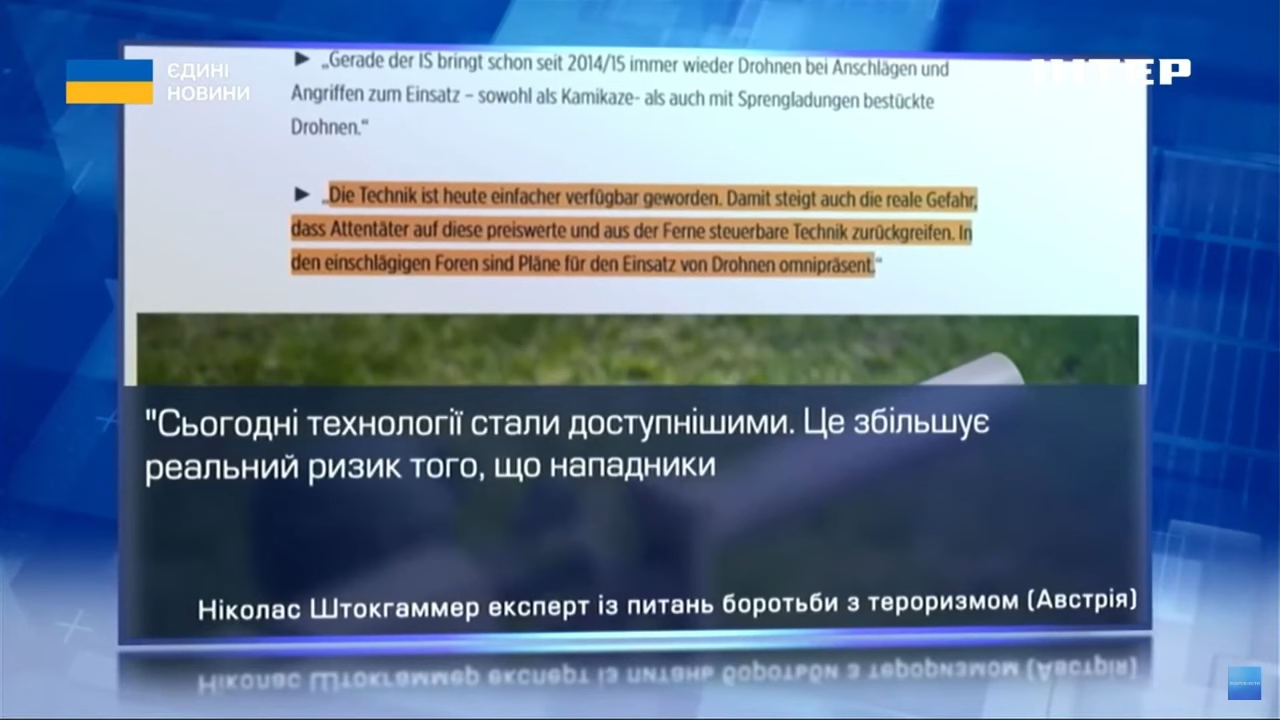 ЄДИНІ
НОВИНИ
ІНТЕР
► „Gerade der IS bringt schon seit 2014/15 immer wieder Drohnen bei Anschlägen und
Angriffen zum Einsatz – sowohl als Kamikaze- als auch mit Sprengladungen bestückte
Drohnen.“
► „Die Technik ist heute einfacher verfügbar geworden. Damit steigt auch die reale Gefahr,
dass Attentäter auf diese preiswerte und aus der Ferne steuerbare Technik zurückgreifen. In
den einschlägigen Foren sind Pläne für den Einsatz von Drohnen omnipräsent.“
"Сьогодні технології стали доступнішими. Це збільшує
реальний ризик того, що нападники
Ніколас Штокгаммер експерт із питань боротьби з тероризмом (Австрія)